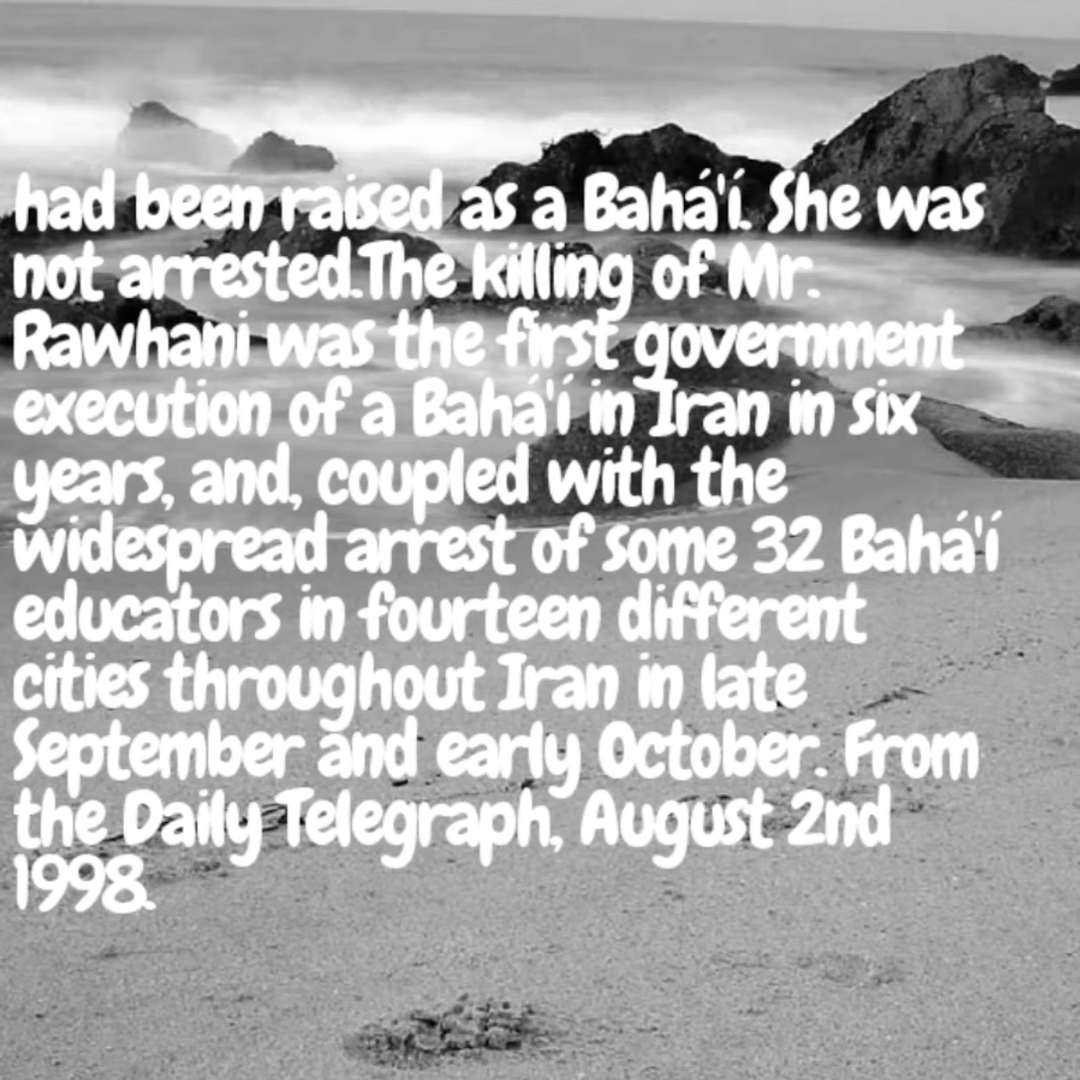 had been raised as a Bahá'í. She was
not arrested.The killing of Mr.
Rawhani was the first government
execution of a Bahá'í in Iran in six
years, and, coupled with the
widespread arrest of some 32 Bahá'í
educators in fourteen different
cities throughout Iran in late
September and early October. From
the Daily Telegraph, August 2nd
1998.